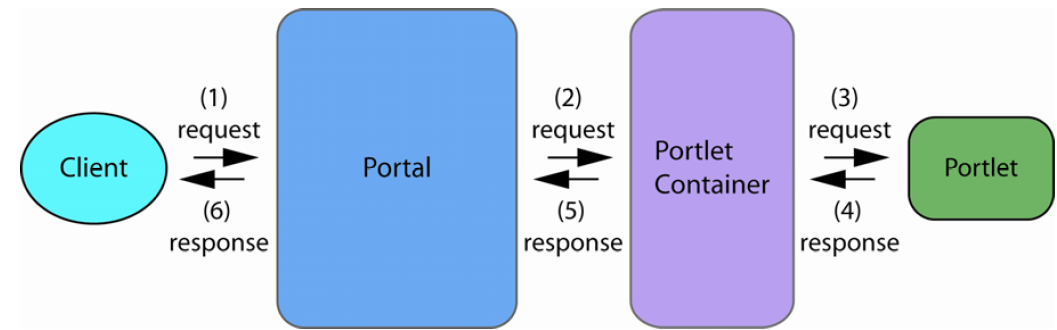 Client
(1)
request
(6)
response
Portal
(2)
request
(5)
response
Portlet
Container
(3)
request
(4)
response
Portlet